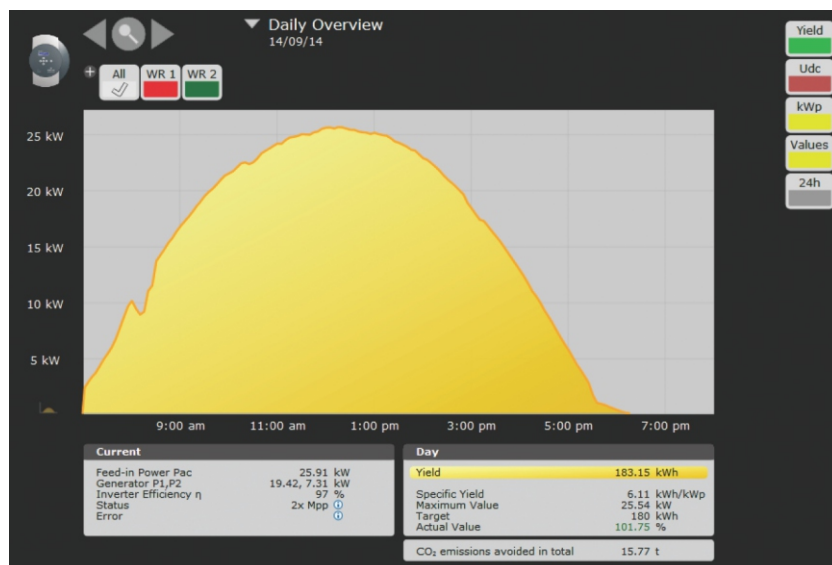 Daily Overview
14/09/14
All WR 1 WR 2
Yield
Udc
kWp
Values
24h
25 kW
20 kW
15 kW
10 kW
5 kW
9:00 am 11:00 am 1:00 pm 3:00 pm 5:00 pm 7:00 pm
Current
Feed-in Power Pac 25.91 kW
Generator P1,P2 19.42, 7.31 kW
Inverter Efficiency η 97 %
Status 2x Mpp
Error
Day
Yield 183.15 kWh
Specific Yield 6.11 kWh/kWp
Maximum Value 25.54 kW
Target 180 kWh
Actual Value 101.75 %
CO₂ emissions avoided in total 15.77 t